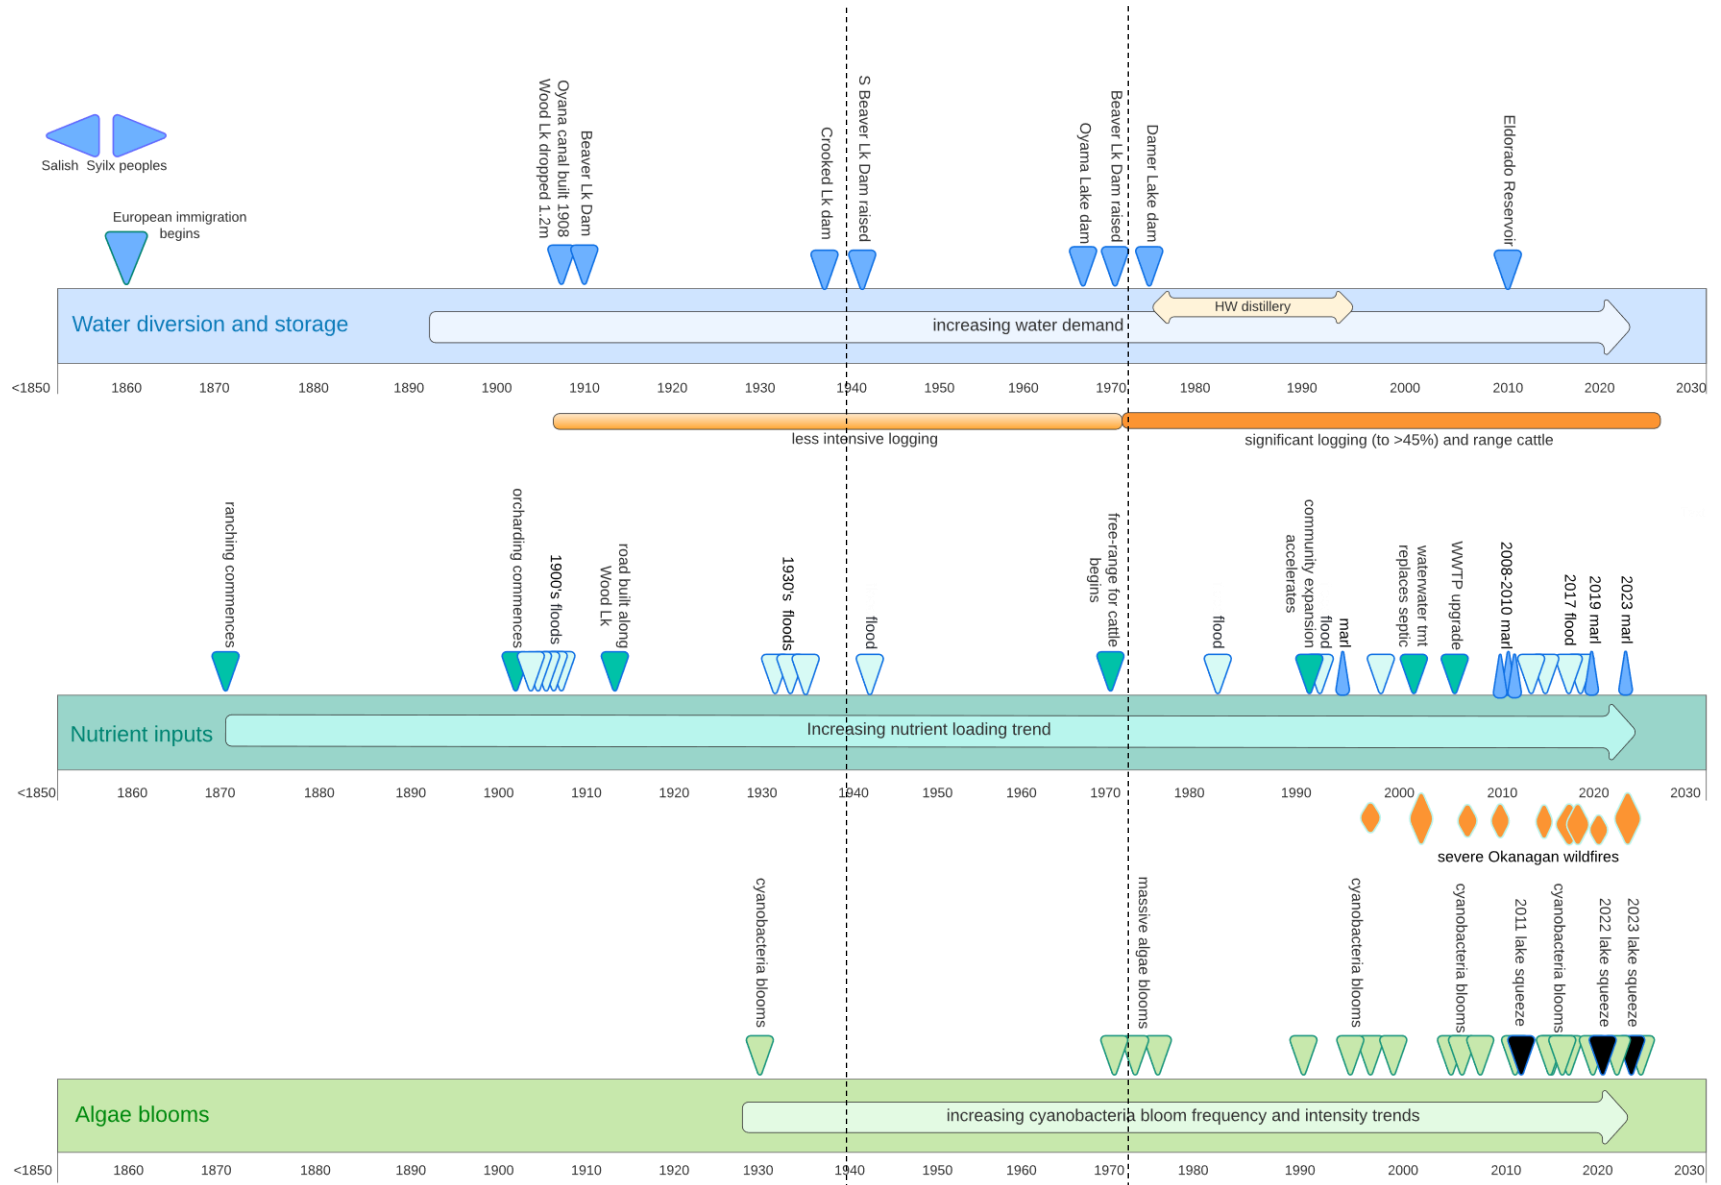 Salish  Syilx peoples
European immigration
begins
Oyana canal built 1908
Wood Lk dropped 1.2m
Beaver Lk Dam
Crooked Lk dam
S Beaver Lk Dam raised
Oyama Lake dam
Beaver Lk Dam raised
Damer Lake dam
Eldorado Reservoir
Water diversion and storage
increasing water demand
HW distillery
<1850 1860 1870 1880 1890 1900 1910 1920 1930 1940 1950 1960 1970 1980 1990 2000 2010 2020 2030
less intensive logging
significant logging (to >45%) and range cattle
ranching commences
orcharding commences
1900's floods
road built along
Wood Lk
1930's floods
flood
free-range for cattle
begins
flood
community expansion
accelerates
flood
marl
waterwater tmt
replaces septic
WWTP upgrade
2008-2010 marl
2017 flood
2019 marl
2023 marl
Nutrient inputs
Increasing nutrient loading trend
<1850 1860 1870 1880 1890 1900 1910 1920 1930 1940 1950 1960 1970 1980 1990 2000 2010 2020 2030
severe Okanagan wildfires
cyanobacteria blooms
massive algae blooms
cyanobacteria blooms
cyanobacteria blooms
2011 lake squeeze
cyanobacteria blooms
2022 lake squeeze
2023 lake squeeze
Algae blooms
increasing cyanobacteria bloom frequency and intensity trends
<1850 1860 1870 1880 1890 1900 1910 1920 1930 1940 1950 1960 1970 1980 1990 2000 2010 2020 2030